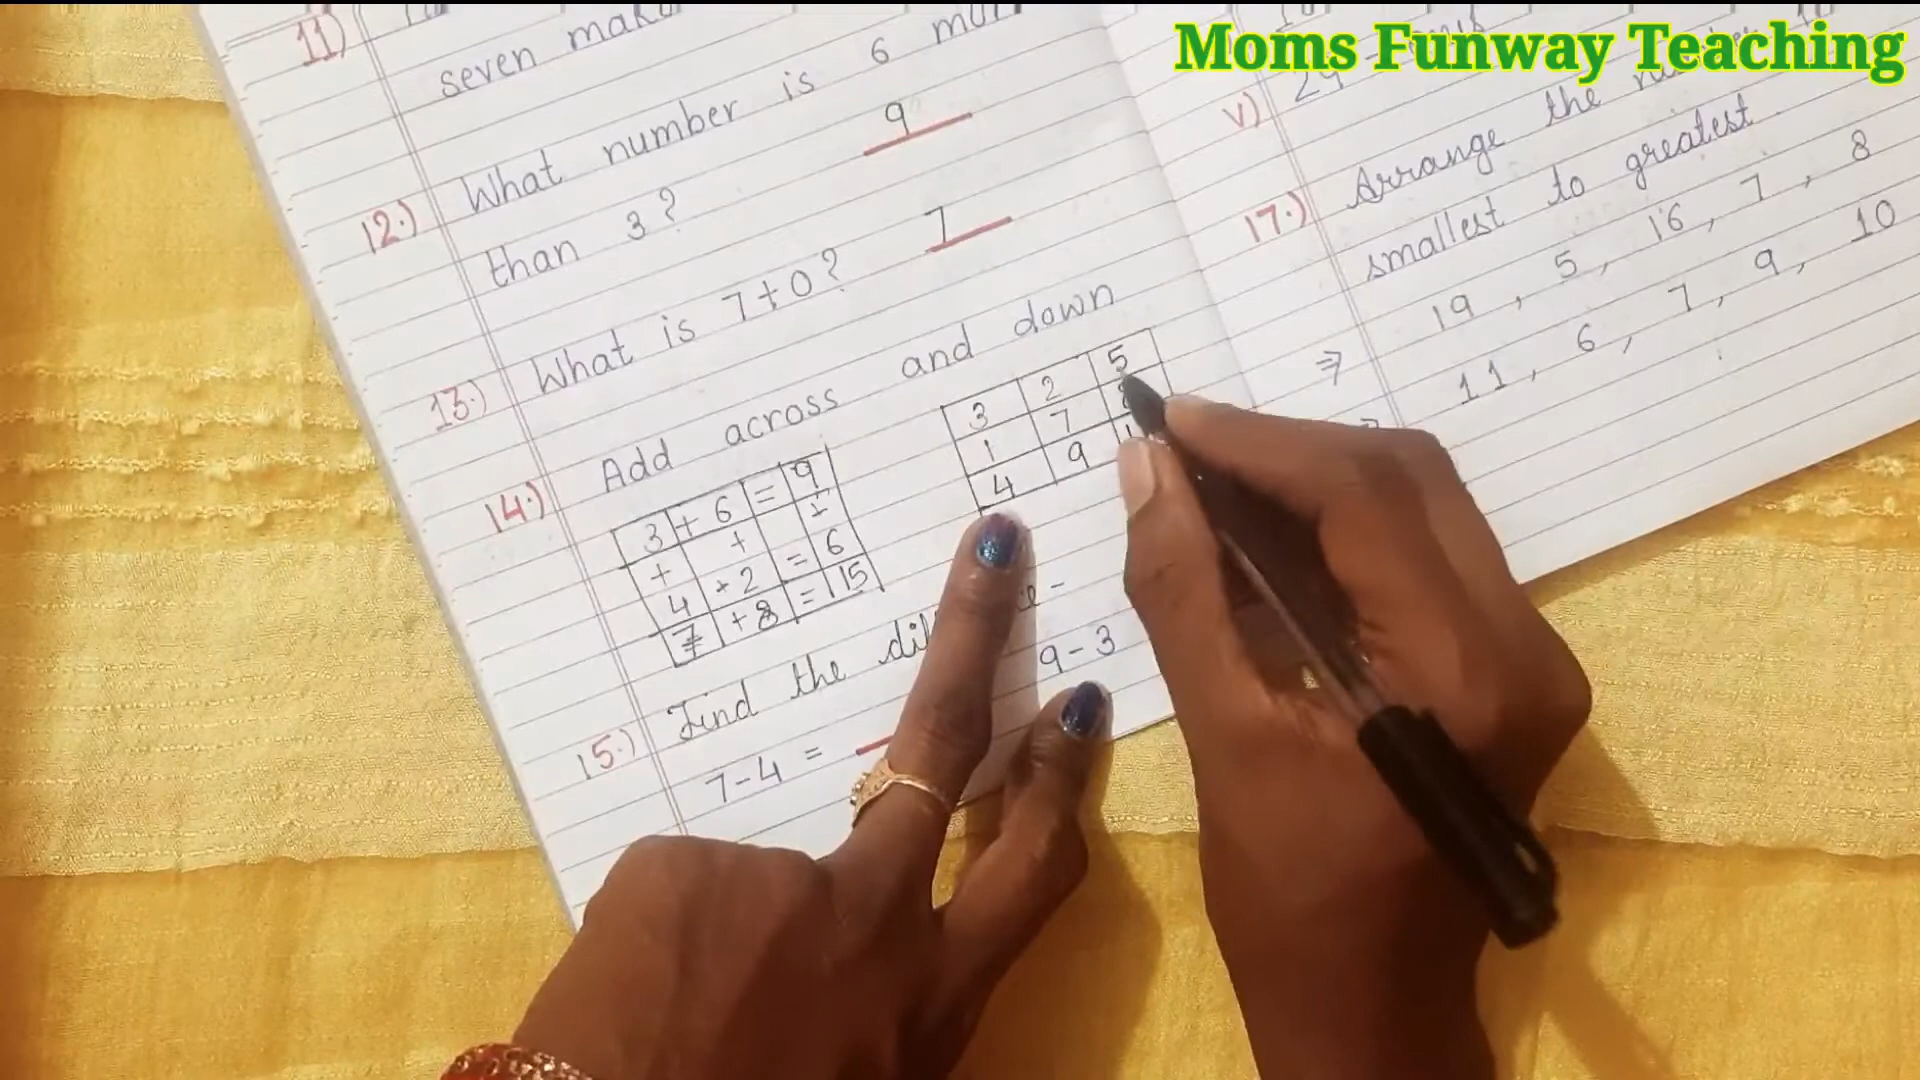 Moms Funway Teaching
11)
seven
12.) What number is 6
than 3? 9
13.) What is 7+0? 7
14.) Add across and down
3 + 6 = 9
+ + +
4 + 2 = 6
7 + 8 = 15
3 2 5
1 7
4 9
15.) Find the
7-4 =
9-3
V)
17.) Arrange the
smallest to greatest
19, 5, 16, 7, 8
⇒ 11, 6, 7, 9, 10